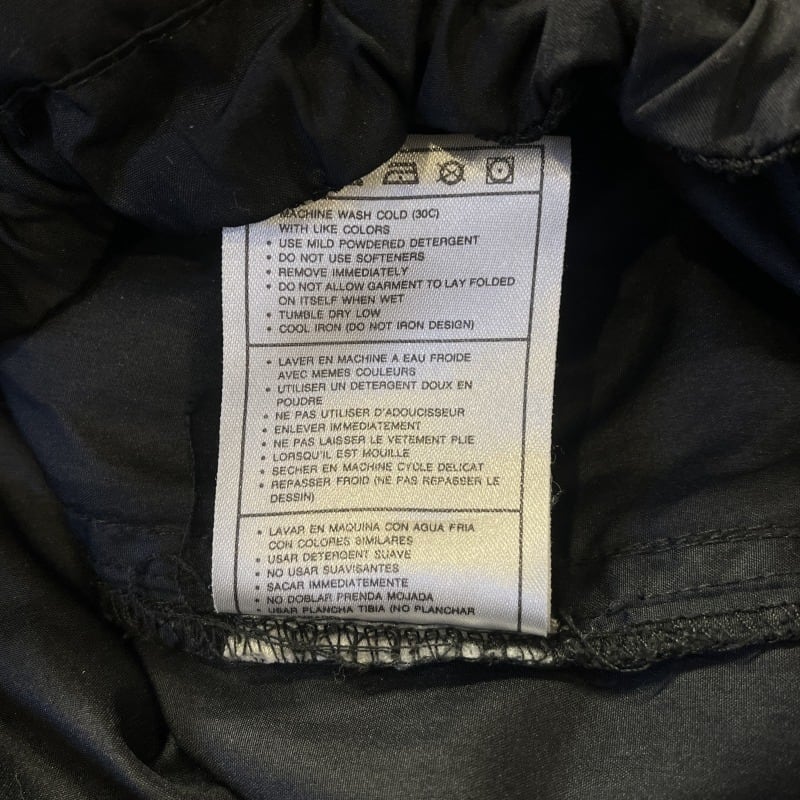 MACHINE WASH COLD (30C)
WITH LIKE COLORS
• USE MILD POWDERED DETERGENT
• DO NOT USE SOFTENERS
• REMOVE IMMEDIATELY
• DO NOT ALLOW GARMENT TO LAY FOLDED
ON ITSELF WHEN WET
• TUMBLE DRY LOW
• COOL IRON (DO NOT IRON DESIGN)
• LAVER EN MACHINE A EAU FROIDE
AVEC MEMES COULEURS
• UTILISER UN DETERGENT DOUX EN
POUDRE
• NE PAS UTILISER D'ADOUCISSEUR
• ENLEVER IMMEDIATEMENT
• NE PAS LAISSER LE VETEMENT PLIE
• LORSQU'IL EST MOUILLE
• SECHER EN MACHINE CYCLE DELICAT
• REPASSER FROID (NE PAS REPASSER LE
DESSIN)
• LAVAR EN MAQUINA CON AGUA FRIA
CON COLORES SIMILARES
• USAR DETERGENT SUAVE
• NO USAR SUAVISANTES
• SACAR IMMEDIATEMENTE
• NO DOBLAR PRENDA MOJADA
• USAR PLANCHA TIBIA (NO PLANCHAR